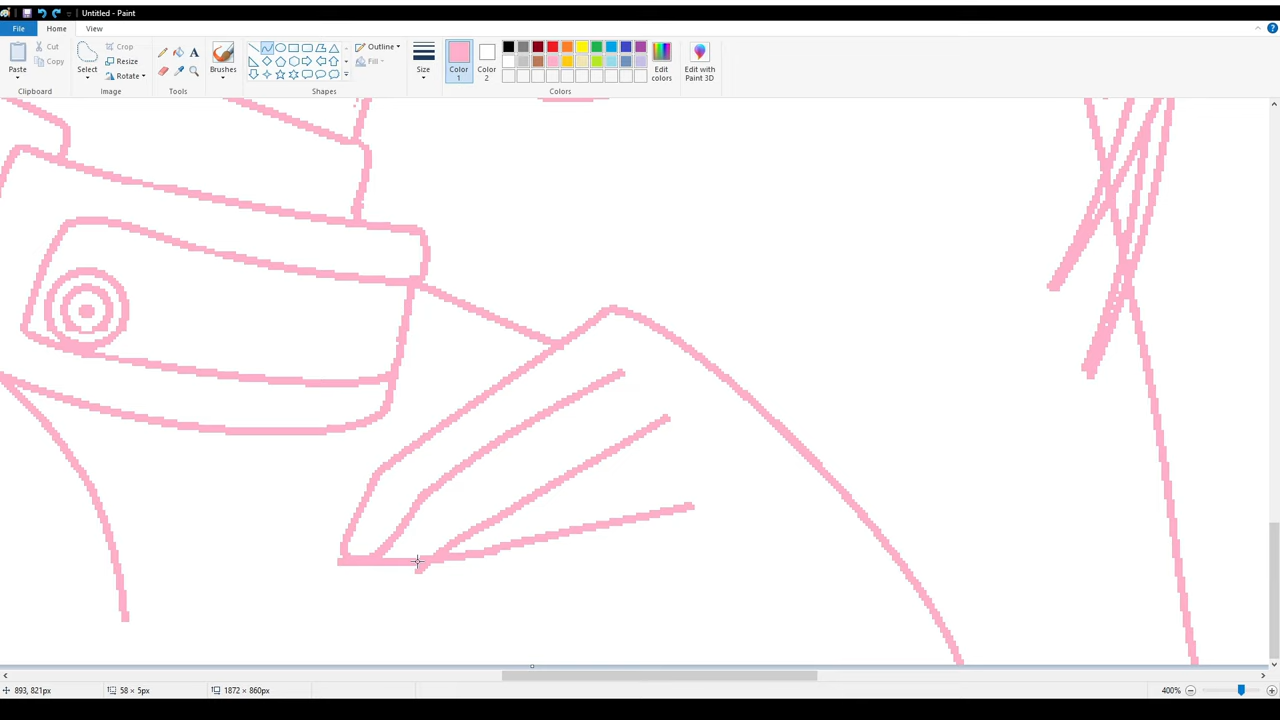 Untitled - Paint
File
Home
View
Paste
Cut
Copy
Clipboard
Select
Crop
Resize
Rotate
Image
Tools
Brushes
Outline
Fill
Shapes
Size
Color 1
Color 2
Edit colors
Colors
Edit with Paint 3D
893, 821px
58 × 5px
1872 × 860px
400%